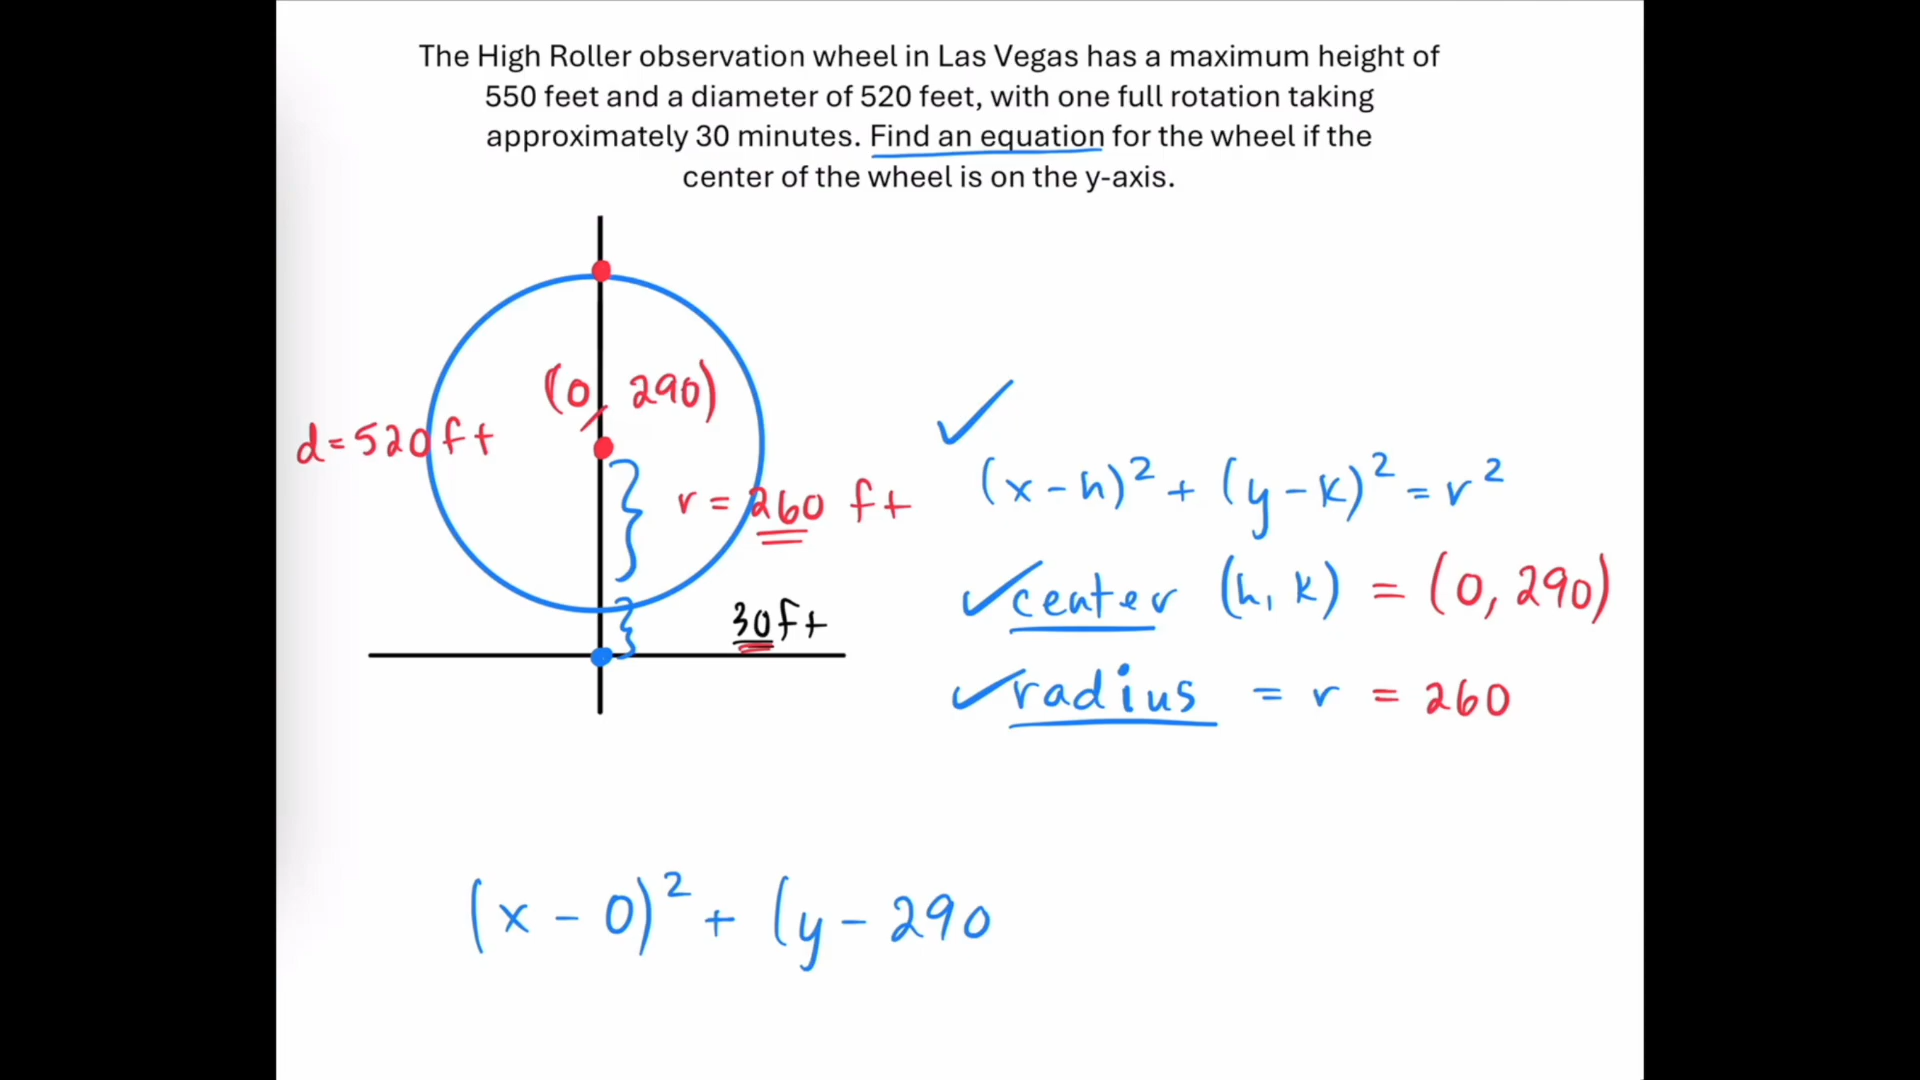 The High Roller observation wheel in Las Vegas has a maximum height of
550 feet and a diameter of 520 feet, with one full rotation taking
approximately 30 minutes. Find an equation for the wheel if the
center of the wheel is on the y-axis.
(0, 290)
d=520ft
r = 260 ft
30ft
(x-h)² + (y-k)² = r²
center (h, k) = (0, 290)
radius = r = 260
(x - 0)² + (y - 290